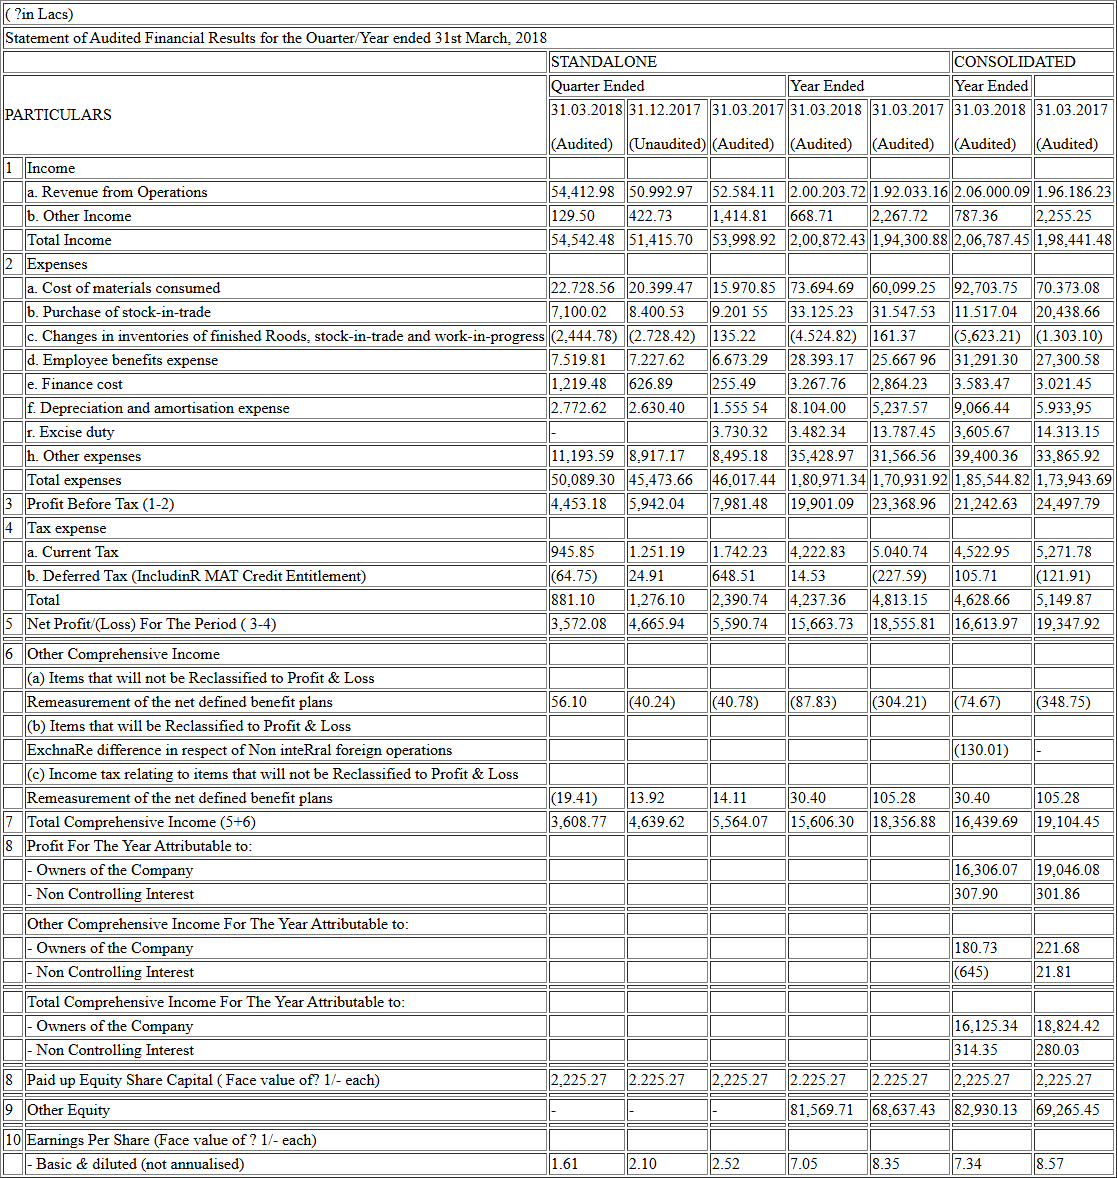 ( ?in Lacs)
Statement of Audited Financial Results for the Ouarter/Year ended 31st March, 2018
STANDALONE CONSOLIDATED
PARTICULARS Quarter Ended Year Ended Year Ended
31.03.2018 31.12.2017 31.03.2017 31.03.2018 31.03.2017 31.03.2018 31.03.2017
(Audited) (Unaudited) (Audited) (Audited) (Audited) (Audited) (Audited)
1 Income
a. Revenue from Operations 54,412.98 50.992.97 52.584.11 2.00.203.72 1.92.033.16 2.06.000.09 1.96.186.23
b. Other Income 129.50 422.73 1,414.81 668.71 2,267.72 787.36 2,255.25
Total Income 54,542.48 51,415.70 53,998.92 2,00,872.43 1,94,300.88 2,06,787.45 1,98,441.48
2 Expenses
a. Cost of materials consumed 22.728.56 20.399.47 15.970.85 73.694.69 60,099.25 92,703.75 70.373.08
b. Purchase of stock-in-trade 7,100.02 8.400.53 9.201 55 33.125.23 31.547.53 11.517.04 20,438.66
c. Changes in inventories of finished Roods, stock-in-trade and work-in-progress (2,444.78) (2.728.42) 135.22 (4.524.82) 161.37 (5,623.21) (1.303.10)
d. Employee benefits expense 7.519.81 7.227.62 6.673.29 28.393.17 25.667.96 31,291.30 27,300.58
e. Finance cost 1,219.48 626.89 255.49 3.267.76 2,864.23 3.583.47 3.021.45
f. Depreciation and amortisation expense 2.772.62 2.630.40 1.555 54 8.104.00 5,237.57 9,066.44 5.933,95
r. Excise duty - 3.730.32 3.482.34 13.787.45 3,605.67 14.313.15
h. Other expenses 11,193.59 8,917.17 8,495.18 35,428.97 31,566.56 39,400.36 33,865.92
Total expenses 50,089.30 45,473.66 46,017.44 1,80,971.34 1,70,931.92 1,85,544.82 1,73,943.69
3 Profit Before Tax (1-2) 4,453.18 5,942.04 7,981.48 19,901.09 23,368.96 21,242.63 24,497.79
4 Tax expense
a. Current Tax 945.85 1.251.19 1.742.23 4,222.83 5.040.74 4,522.95 5,271.78
b. Deferred Tax (IncludinR MAT Credit Entitlement) (64.75) 24.91 648.51 14.53 (227.59) 105.71 (121.91)
Total 881.10 1,276.10 2,390.74 4,237.36 4,813.15 4,628.66 5,149.87
5 Net Profit/(Loss) For The Period ( 3-4) 3,572.08 4,665.94 5,590.74 15,663.73 18,555.81 16,613.97 19,347.92
6 Other Comprehensive Income
(a) Items that will not be Reclassified to Profit & Loss
Remeasurement of the net defined benefit plans 56.10 (40.24) (40.78) (87.83) (304.21) (74.67) (348.75)
(b) Items that will be Reclassified to Profit & Loss
ExchnaRe difference in respect of Non inteRral foreign operations (130.01) -
(c) Income tax relating to items that will not be Reclassified to Profit & Loss
Remeasurement of the net defined benefit plans (19.41) 13.92 14.11 30.40 105.28 30.40 105.28
7 Total Comprehensive Income (5+6) 3,608.77 4,639.62 5,564.07 15,606.30 18,356.88 16,439.69 19,104.45
8 Profit For The Year Attributable to:
- Owners of the Company 16,306.07 19,046.08
- Non Controlling Interest 307.90 301.86
Other Comprehensive Income For The Year Attributable to:
- Owners of the Company 180.73 221.68
- Non Controlling Interest (645) 21.81
Total Comprehensive Income For The Year Attributable to:
- Owners of the Company 16,125.34 18,824.42
- Non Controlling Interest 314.35 280.03
8 Paid up Equity Share Capital ( Face value of? 1/- each) 2,225.27 2.225.27 2,225.27 2.225.27 2.225.27 2,225.27 2,225.27
9 Other Equity - - - 81,569.71 68,637.43 82,930.13 69,265.45
10 Earnings Per Share (Face value of ? 1/- each)
- Basic & diluted (not annualised) 1.61 2.10 2.52 7.05 8.35 7.34 8.57